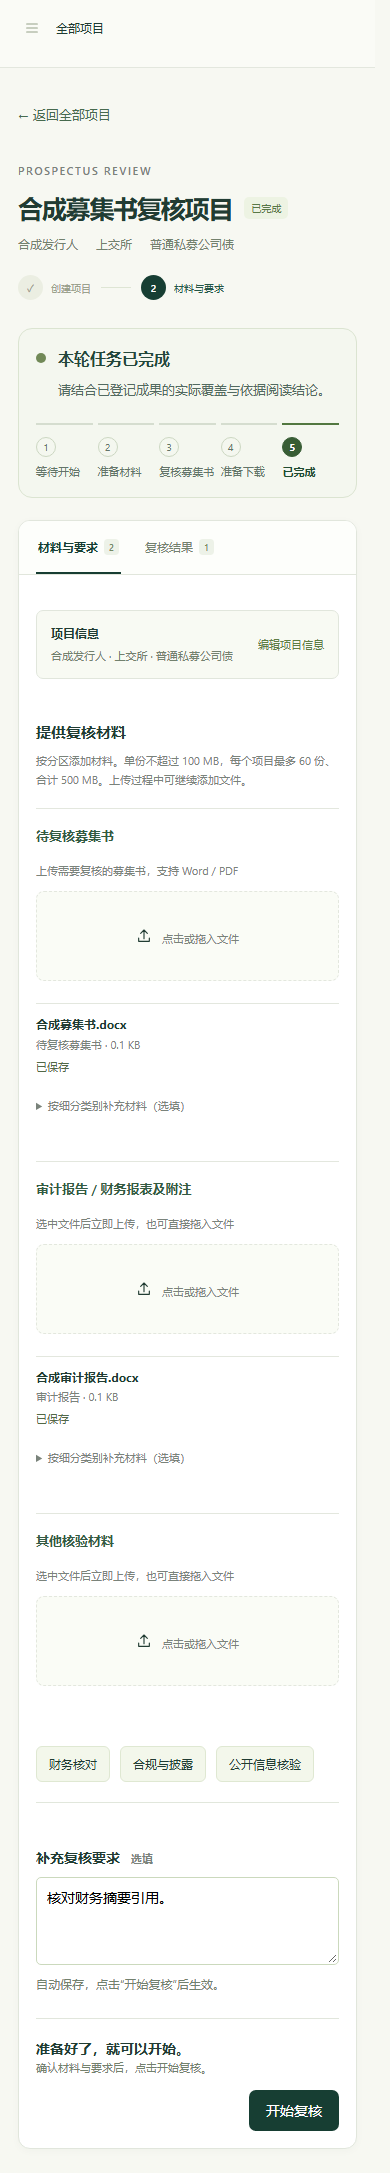 全部项目
← 返回全部项目
PROSPECTUS REVIEW
合成募集书复核项目 已完成
合成发行人 上交所 普通私募公司债
✓ 创建项目 2 材料与要求
本轮任务已完成
请结合已登记成果的实际覆盖与依据阅读结论。
1 2 3 4 5
等待开始 准备材料 复核募集书 准备下载 已完成
材料与要求 2 复核结果 1
项目信息
合成发行人 · 上交所 · 普通私募公司债
编辑项目信息
提供复核材料
按分区添加材料。单份不超过 100 MB，每个项目最多 60 份、
合计 500 MB。上传过程中可继续添加文件。
待复核募集书
上传需要复核的募集书，支持 Word / PDF
点击或拖入文件
合成募集书.docx
待复核募集书 · 0.1 KB
已保存
▶ 按细分类别补充材料（选填）
审计报告 / 财务报表及附注
选中文件后立即上传，也可直接拖入文件
点击或拖入文件
合成审计报告.docx
审计报告 · 0.1 KB
已保存
▶ 按细分类别补充材料（选填）
其他核验材料
选中文件后立即上传，也可直接拖入文件
点击或拖入文件
财务核对 合规与披露 公开信息核验
补充复核要求 选填
核对财务摘要引用。
自动保存，点击“开始复核”后生效。
准备好了，就可以开始。
确认材料与要求后，点击开始复核。
开始复核